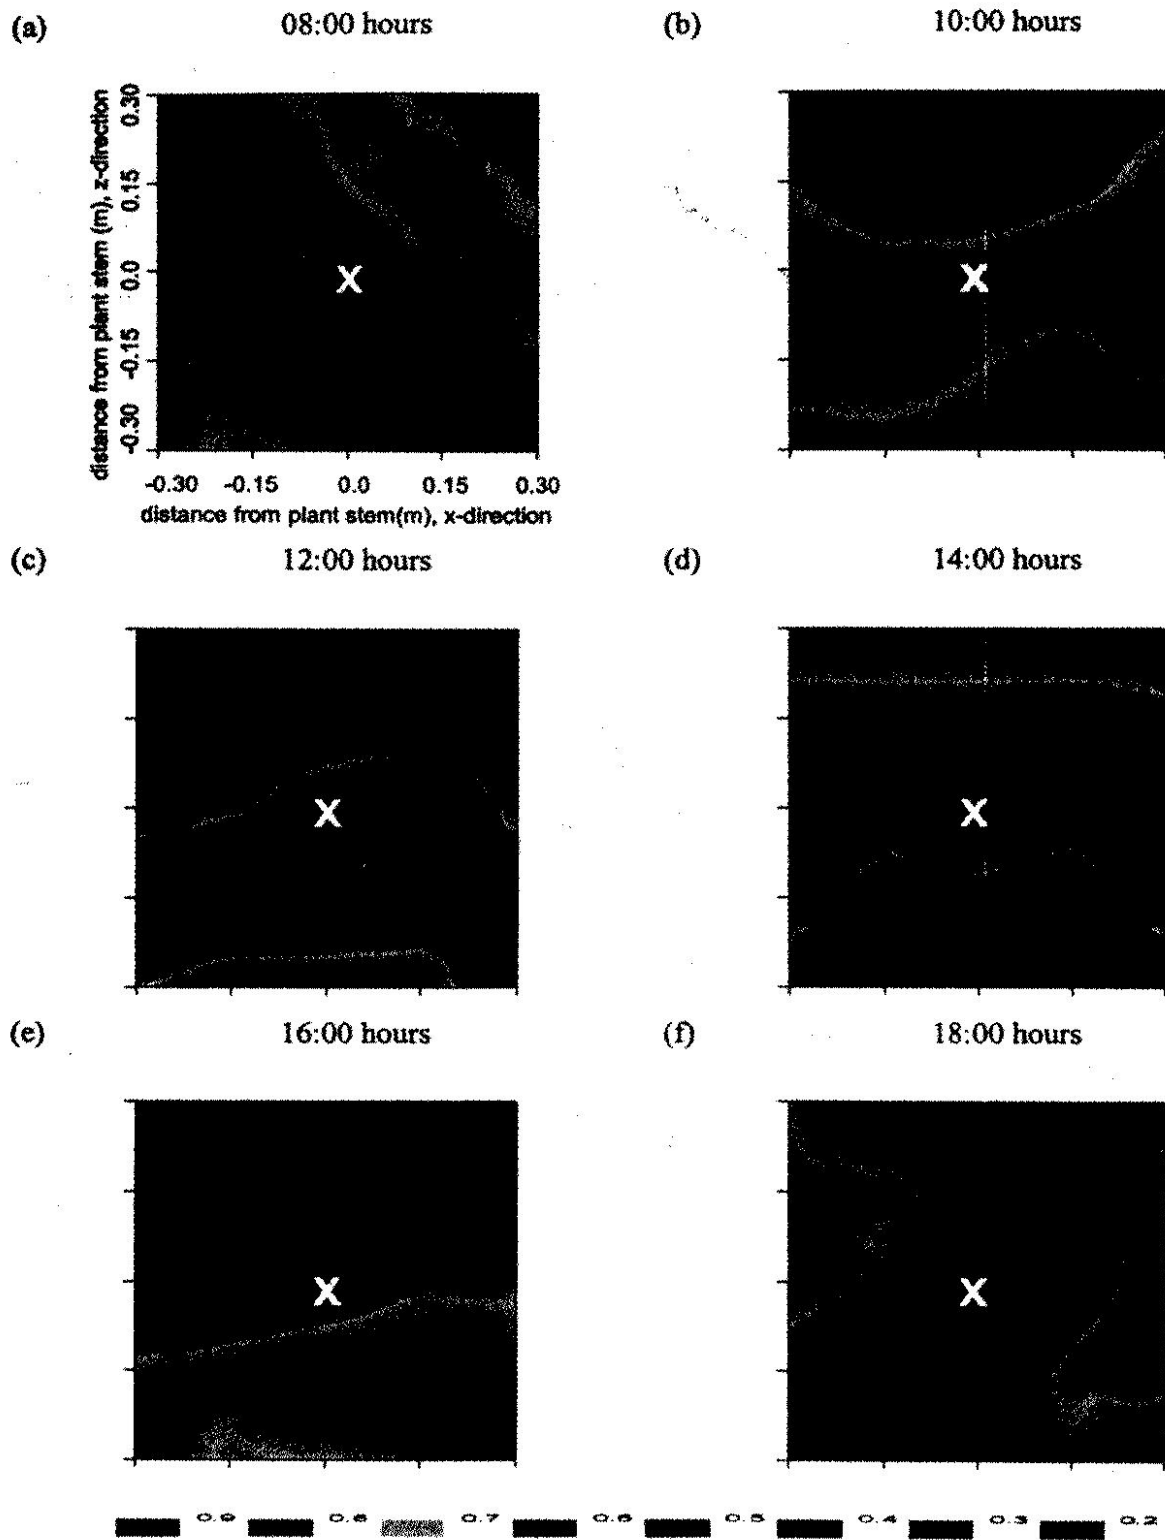 (a) 08:00 hours
(b) 10:00 hours
distance from plant stem (m), z-direction
0.30
0.15
0.0
-0.15
-0.30
-0.30 -0.15 0.0 0.15 0.30
distance from plant stem(m), x-direction
X
X
(c) 12:00 hours
(d) 14:00 hours
X
X
(e) 16:00 hours
(f) 18:00 hours
X
X
0.9 0.8 0.7 0.6 0.5 0.4 0.3 0.2